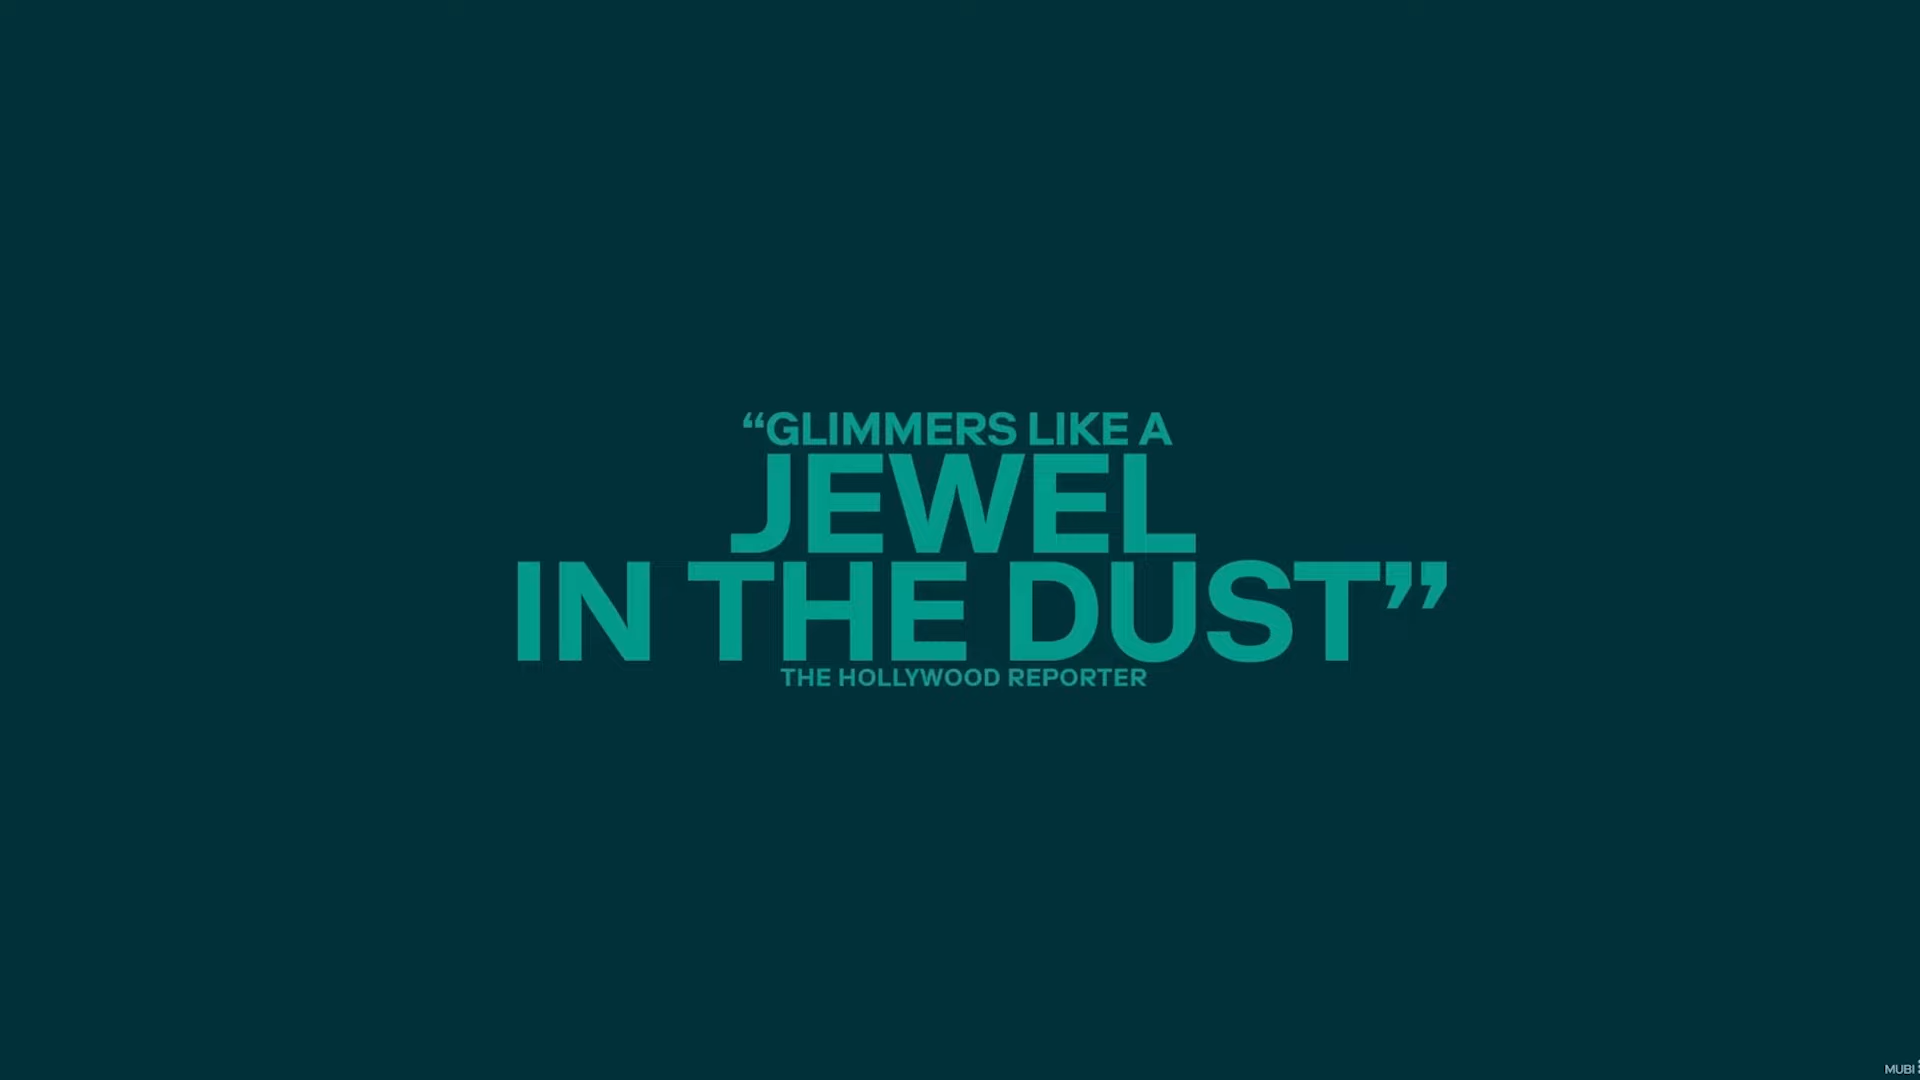 “GLIMMERS LIKE A
JEWEL
IN THE DUST”
THE HOLLYWOOD REPORTER
MUBI